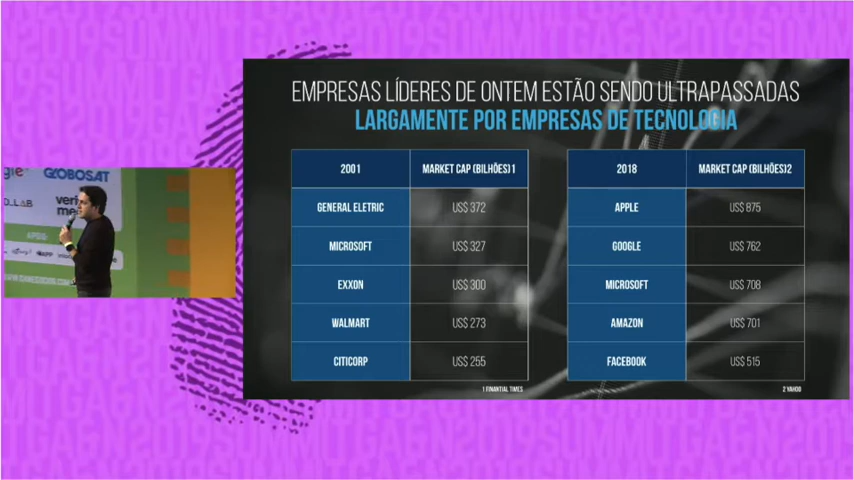 EMPRESAS LÍDERES DE ONTEM ESTÃO SENDO ULTRAPASSADAS
LARGAMENTE POR EMPRESAS DE TECNOLOGIA
2001 MARKET CAP (BILHÕES) 1
GENERAL ELETRIC US$ 372
MICROSOFT US$ 327
EXXON US$ 300
WALMART US$ 273
CITICORP US$ 255
1 FINANTIAL TIMES
2018 MARKET CAP (BILHÕES)2
APPLE US$ 875
GOOGLE US$ 762
MICROSOFT US$ 708
AMAZON US$ 701
FACEBOOK US$ 515
2 YAHOO
GLOBOSAT